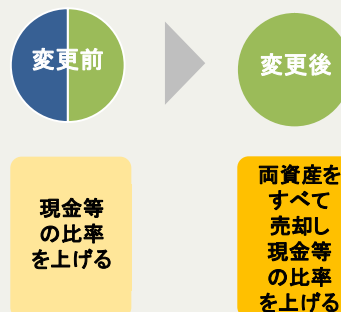 変更前
変更後
現金等
の比率
を上げる
両資産を
すべて
売却し
現金等
の比率
を上げる